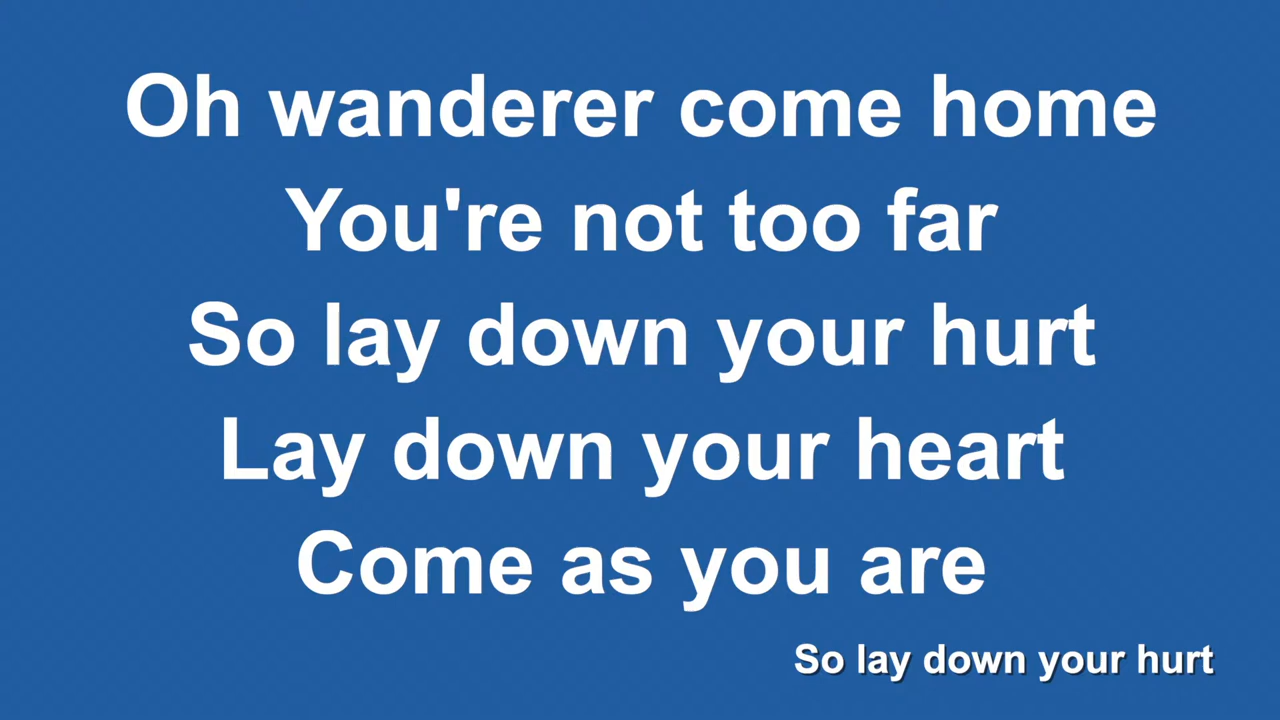 Oh wanderer come home
You're not too far
So lay down your hurt
Lay down your heart
Come as you are
So lay down your hurt